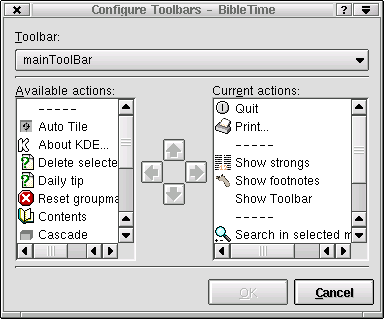 Configure Toolbars - BibleTime
Toolbar:
mainToolBar
Available actions:
-----
Auto Tile
About KDE...
Delete selecte
Daily tip
Reset groupma
Contents
Cascade
Current actions:
Quit
Print...
-----
Show strongs
Show footnotes
Show Toolbar
-----
Search in selected m
OK
Cancel